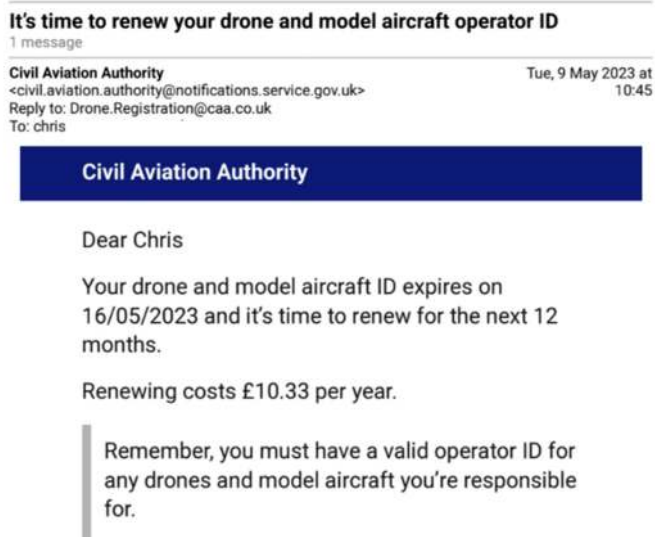 It's time to renew your drone and model aircraft operator ID
1 message
Civil Aviation Authority
<civil.aviation.authority@notifications.service.gov.uk>
Reply to: Drone.Registration@caa.co.uk
To: chris
Tue, 9 May 2023 at
10:45
Civil Aviation Authority
Dear Chris
Your drone and model aircraft ID expires on
16/05/2023 and it's time to renew for the next 12
months.
Renewing costs £10.33 per year.
Remember, you must have a valid operator ID for
any drones and model aircraft you're responsible
for.